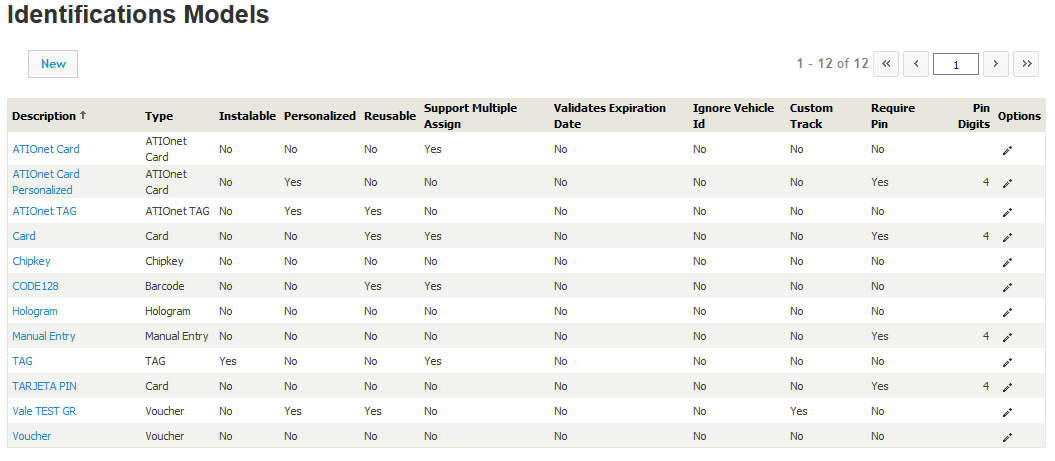 Identifications Models
New
1 - 12 of 12 « ‹ 1 › »
Description ↑ Type Instalable Personalized Reusable Support Multiple Assign Validates Expiration Date Ignore Vehicle Id Custom Track Require Pin Pin Digits Options
ATIOnet Card ATIOnet Card No No No Yes No No No No
ATIOnet Card Personalized ATIOnet Card No Yes No No No No No Yes 4
ATIOnet TAG ATIOnet TAG No Yes Yes No No No No No
Card Card No No Yes Yes No No No Yes 4
Chipkey Chipkey No No No No No No No No
CODE128 Barcode No No Yes Yes No No No No
Hologram Hologram No No No No No No No No
Manual Entry Manual Entry No No No No No No No Yes 4
TAG TAG Yes No No Yes No No No No
TARJETA PIN Card No No No No No No No Yes 4
Vale TEST GR Voucher No Yes Yes No No No Yes No
Voucher Voucher No No No No No No No No